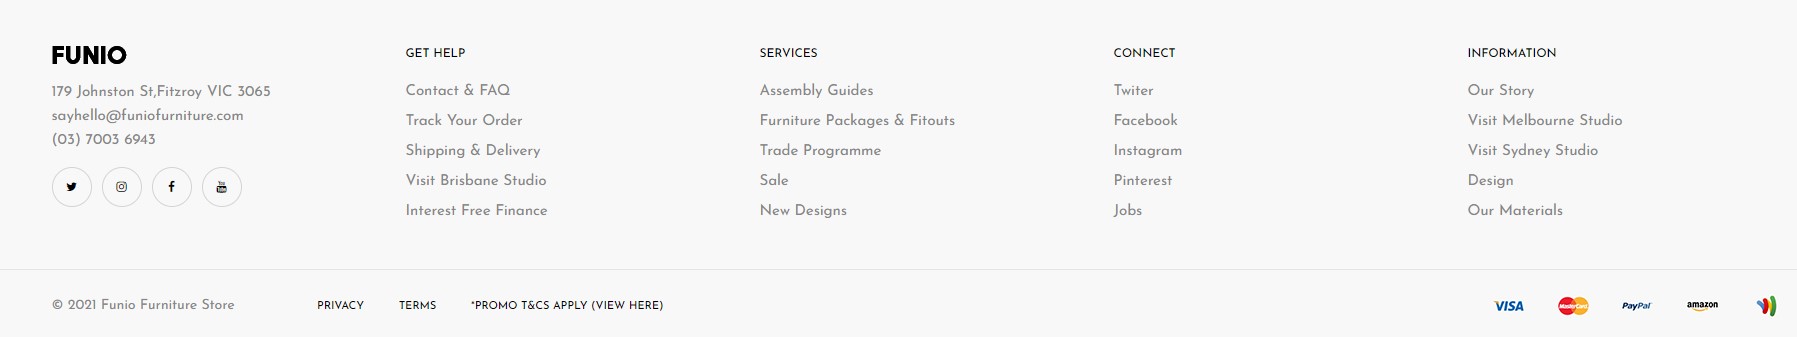 FUNIO
179 Johnston St,Fitzroy VIC 3065
sayhello@funiofurniture.com
(03) 7003 6943
GET HELP
Contact & FAQ
Track Your Order
Shipping & Delivery
Visit Brisbane Studio
Interest Free Finance
SERVICES
Assembly Guides
Furniture Packages & Fitouts
Trade Programme
Sale
New Designs
CONNECT
Twiter
Facebook
Instagram
Pinterest
Jobs
INFORMATION
Our Story
Visit Melbourne Studio
Visit Sydney Studio
Design
Our Materials
© 2021 Funio Furniture Store
PRIVACY
TERMS
*PROMO T&CS APPLY (VIEW HERE)
VISA
MasterCard
PayPal
amazon